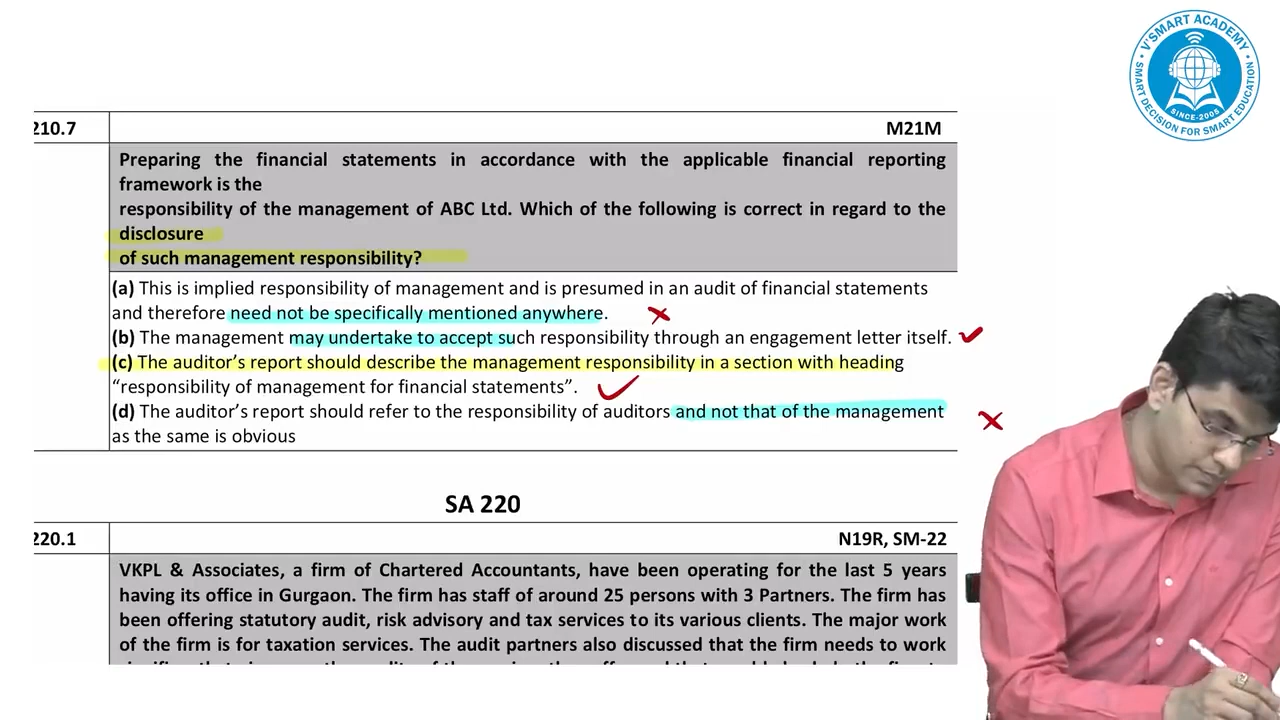 V'SMART ACADEMY
SMART DECISION FOR SMART EDUCATION
SINCE-2005
210.7 M21M
Preparing the financial statements in accordance with the applicable financial reporting
framework is the
responsibility of the management of ABC Ltd. Which of the following is correct in regard to the
disclosure
of such management responsibility?
(a) This is implied responsibility of management and is presumed in an audit of financial statements
and therefore need not be specifically mentioned anywhere.
(b) The management may undertake to accept such responsibility through an engagement letter itself.
(c) The auditor's report should describe the management responsibility in a section with heading
“responsibility of management for financial statements”.
(d) The auditor's report should refer to the responsibility of auditors and not that of the management
as the same is obvious
SA 220
220.1 N19R, SM-22
VKPL & Associates, a firm of Chartered Accountants, have been operating for the last 5 years
having its office in Gurgaon. The firm has staff of around 25 persons with 3 Partners. The firm has
been offering statutory audit, risk advisory and tax services to its various clients. The major work
of the firm is for taxation services. The audit partners also discussed that the firm needs to work